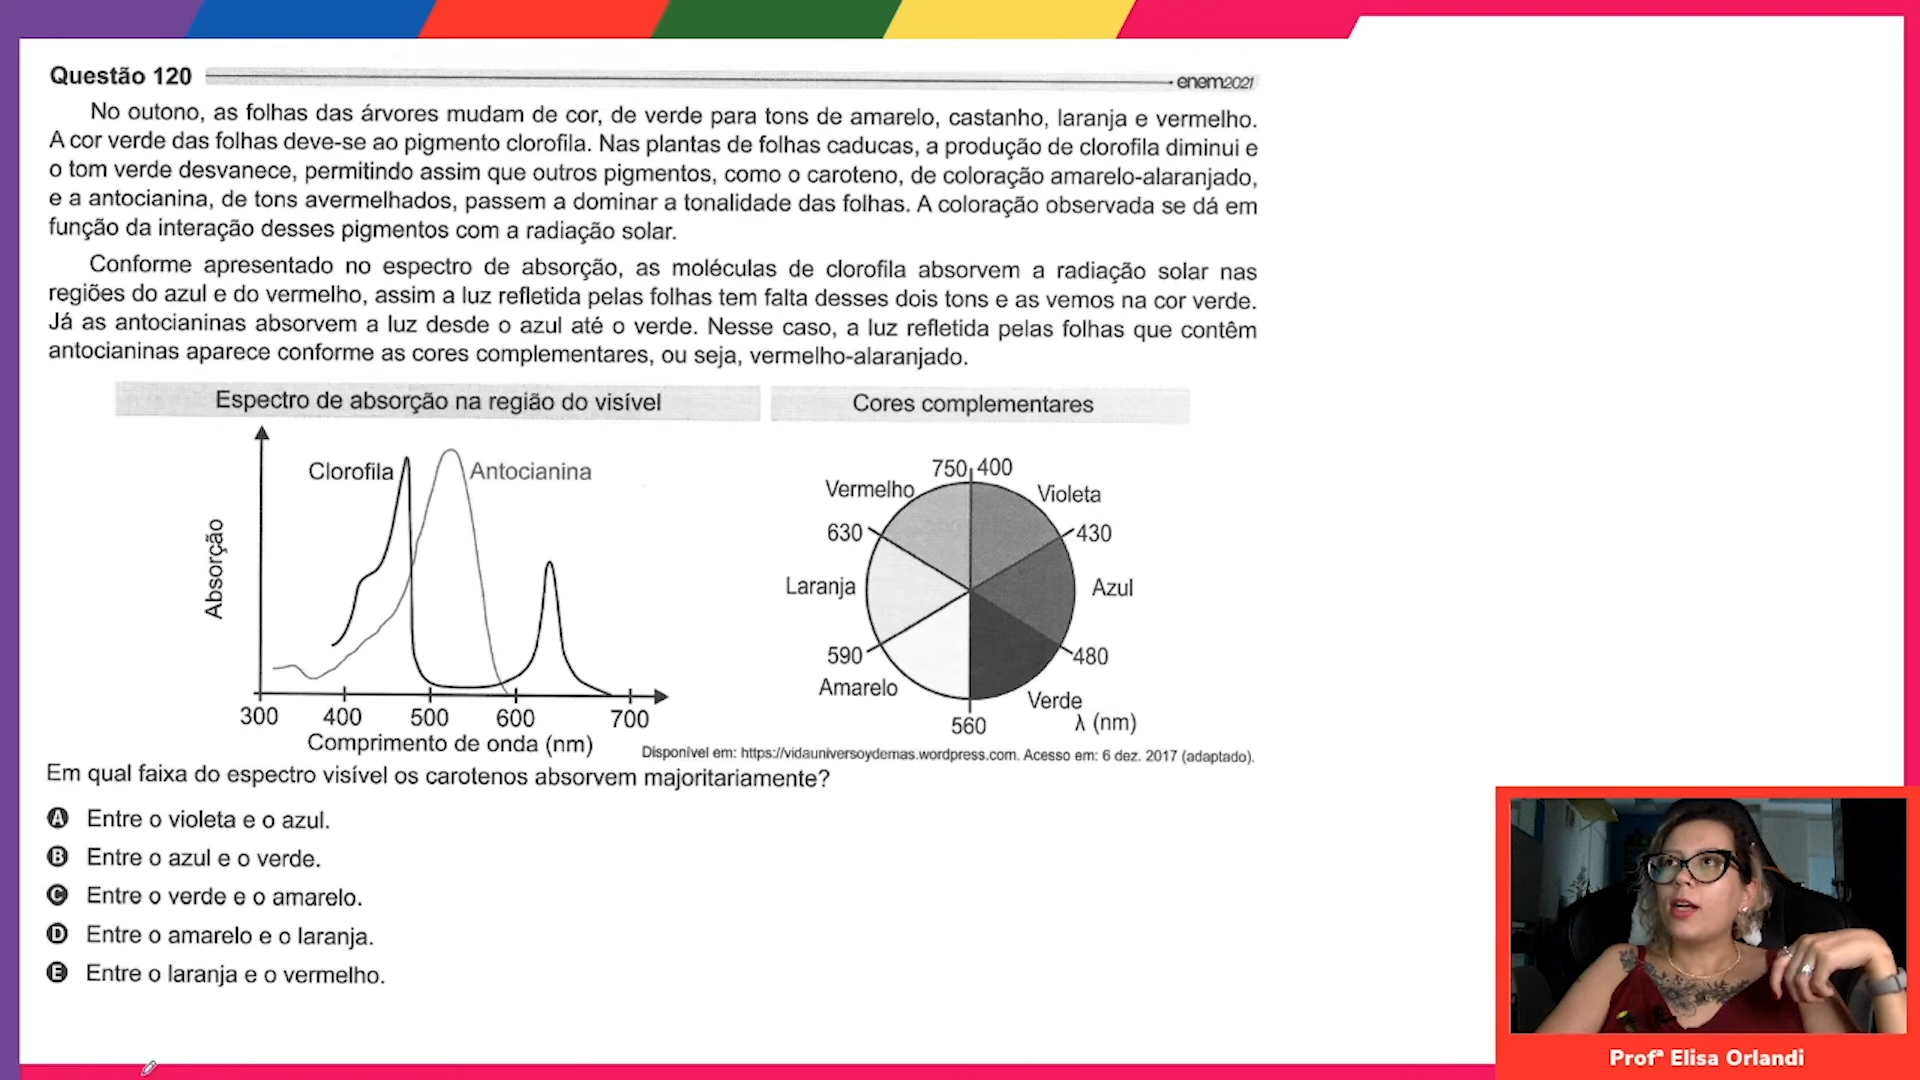 Questão 120
enem2021
No outono, as folhas das árvores mudam de cor, de verde para tons de amarelo, castanho, laranja e vermelho.
A cor verde das folhas deve-se ao pigmento clorofila. Nas plantas de folhas caducas, a produção de clorofila diminui e
o tom verde desvanece, permitindo assim que outros pigmentos, como o caroteno, de coloração amarelo-alaranjado,
e a antocianina, de tons avermelhados, passem a dominar a tonalidade das folhas. A coloração observada se dá em
função da interação desses pigmentos com a radiação solar.
Conforme apresentado no espectro de absorção, as moléculas de clorofila absorvem a radiação solar nas
regiões do azul e do vermelho, assim a luz refletida pelas folhas tem falta desses dois tons e as vemos na cor verde.
Já as antocianinas absorvem a luz desde o azul até o verde. Nesse caso, a luz refletida pelas folhas que contêm
antocianinas aparece conforme as cores complementares, ou seja, vermelho-alaranjado.
Espectro de absorção na região do visível
Clorofila
Antocianina
Absorção
300 400 500 600 700
Comprimento de onda (nm)
Cores complementares
750 400
Vermelho
Violeta
630
430
Laranja
Azul
590
480
Amarelo
Verde
560
λ (nm)
Disponível em: https://vidauniversoydemas.wordpress.com. Acesso em: 6 dez. 2017 (adaptado).
Em qual faixa do espectro visível os carotenos absorvem majoritariamente?
A Entre o violeta e o azul.
B Entre o azul e o verde.
C Entre o verde e o amarelo.
D Entre o amarelo e o laranja.
E Entre o laranja e o vermelho.
Profª Elisa Orlandi